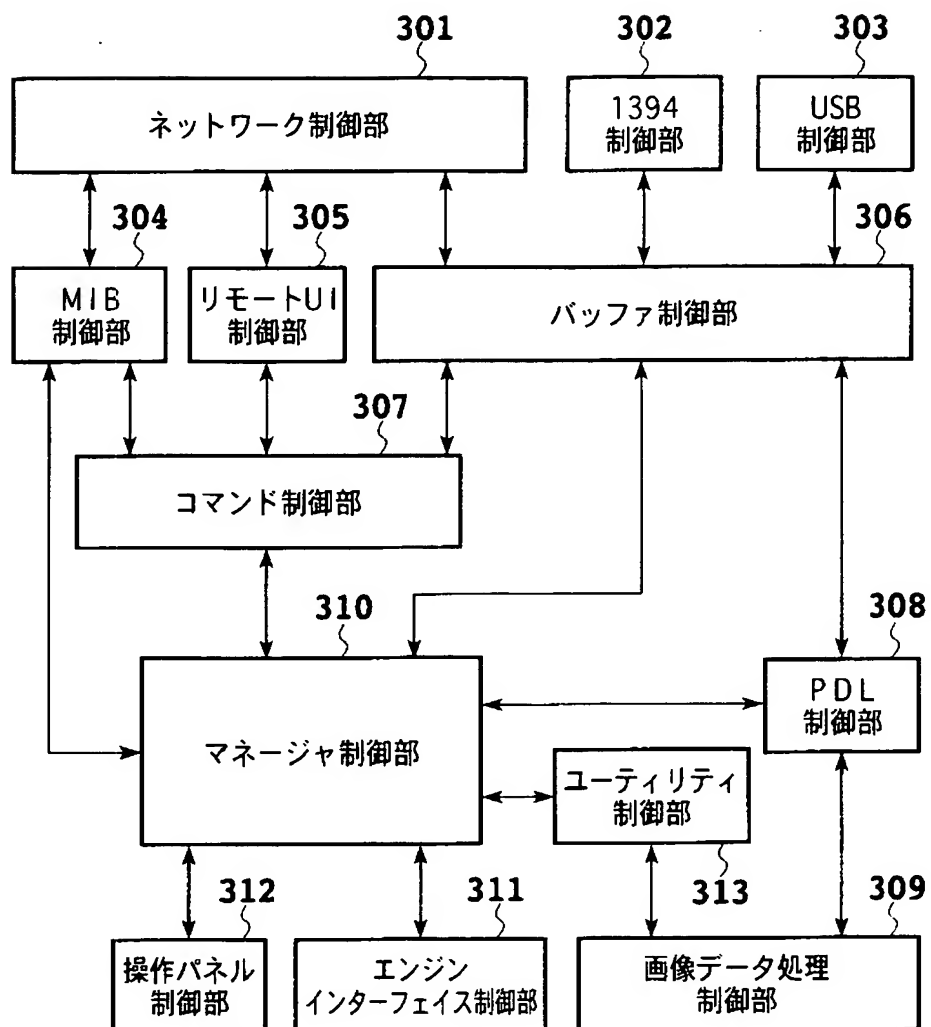 301
302
303
ネットワーク制御部
1394
制御部
USB
制御部
304
305
306
MIB
制御部
リモートUI
制御部
バッファ制御部
307
コマンド制御部
310
308
マネージャ制御部
PDL
制御部
ユーティリティ
制御部
312
311
313
309
操作パネル
制御部
エンジン
インターフェイス制御部
画像データ処理
制御部